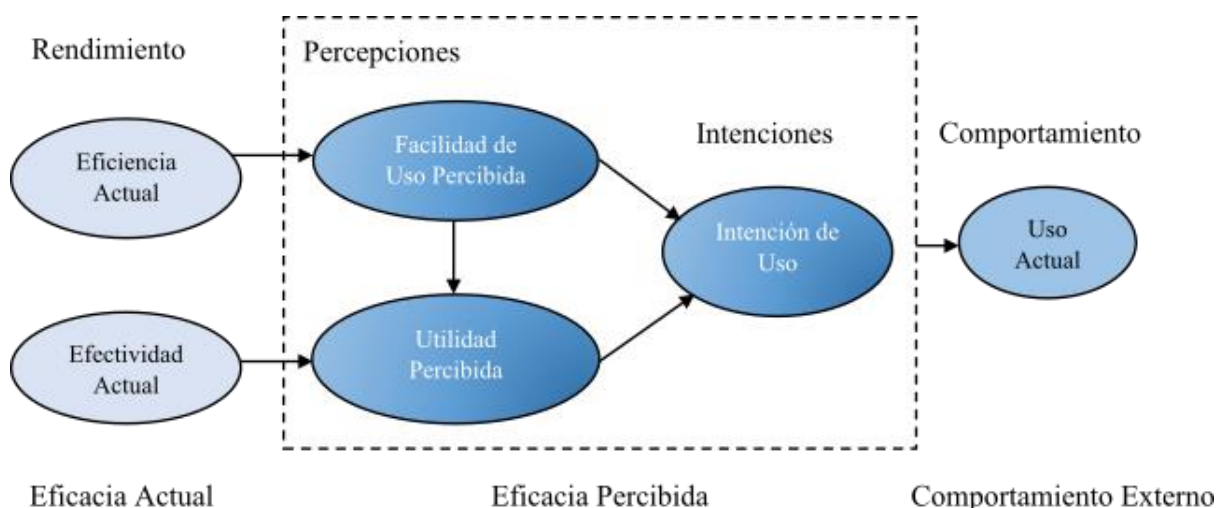 Rendimiento
Percepciones
Intenciones
Comportamiento
Eficiencia
Actual
Facilidad de
Uso Percibida
Intención de
Uso
Uso
Actual
Efectividad
Actual
Utilidad
Percibida
Eficacia Actual
Eficacia Percibida
Comportamiento Externo